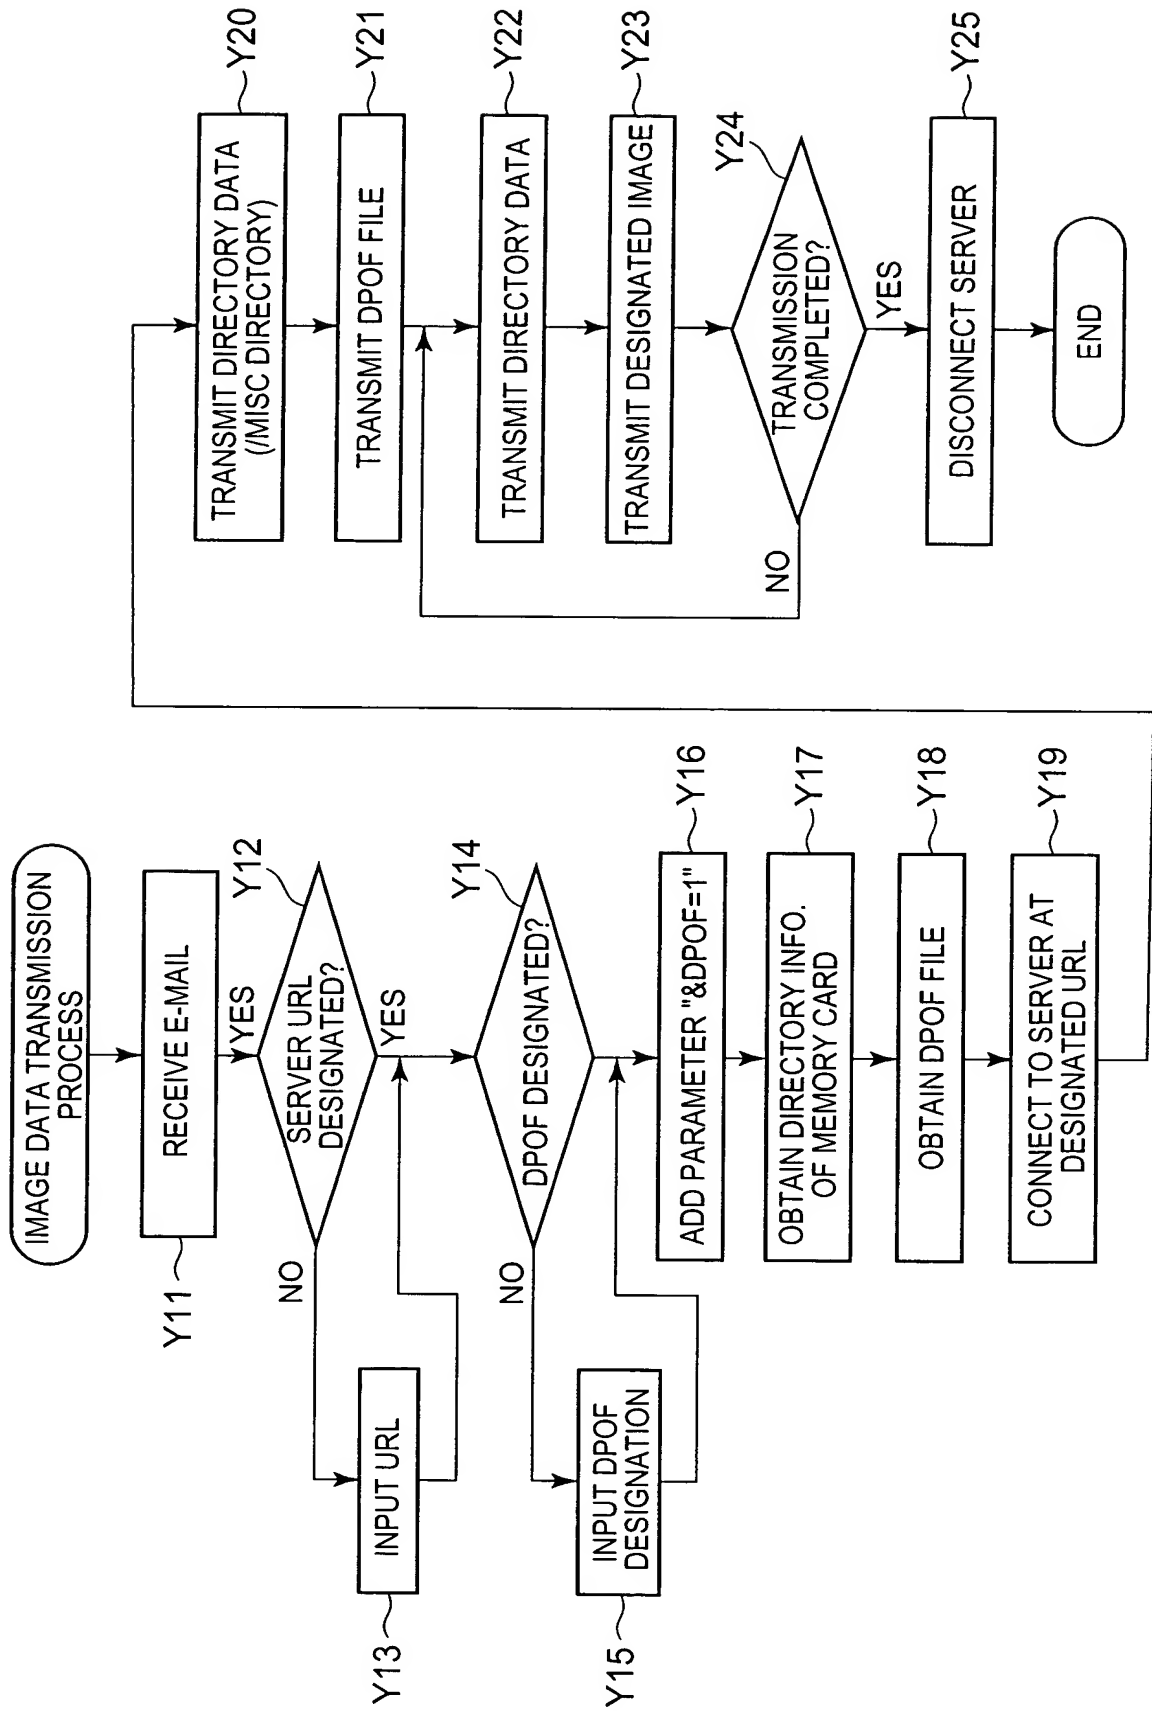 IMAGE DATA TRANSMISSION
PROCESS
RECEIVE E-MAIL
Y11
YES
SERVER URL
DESIGNATED?
Y12
NO
YES
INPUT URL
Y13
DPOF DESIGNATED?
Y14
NO
INPUT DPOF
DESIGNATION
Y15
ADD PARAMETER "&DPOF=1"
Y16
OBTAIN DIRECTORY INFO.
OF MEMORY CARD
Y17
OBTAIN DPOF FILE
Y18
CONNECT TO SERVER AT
DESIGNATED URL
Y19
TRANSMIT DIRECTORY DATA
(/MISC DIRECTORY)
Y20
TRANSMIT DPOF FILE
Y21
TRANSMIT DIRECTORY DATA
Y22
TRANSMIT DESIGNATED IMAGE
Y23
TRANSMISSION
COMPLETED?
Y24
NO
YES
DISCONNECT SERVER
Y25
END